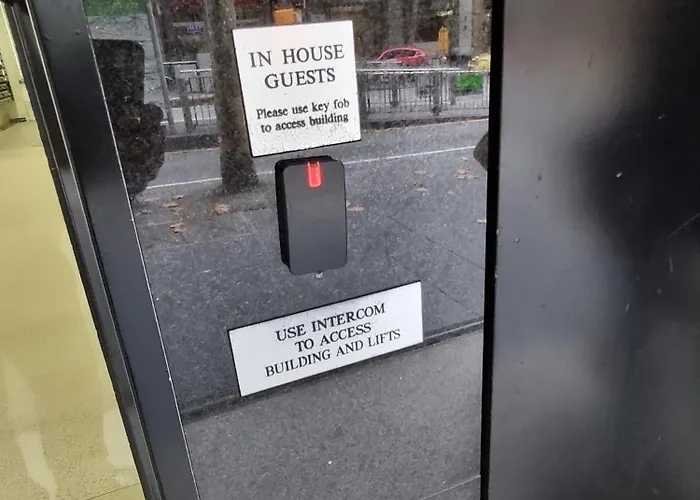 IN HOUSE
GUESTS
Please use key fob
to access building
USE INTERCOM
TO ACCESS
BUILDING AND LIFTS